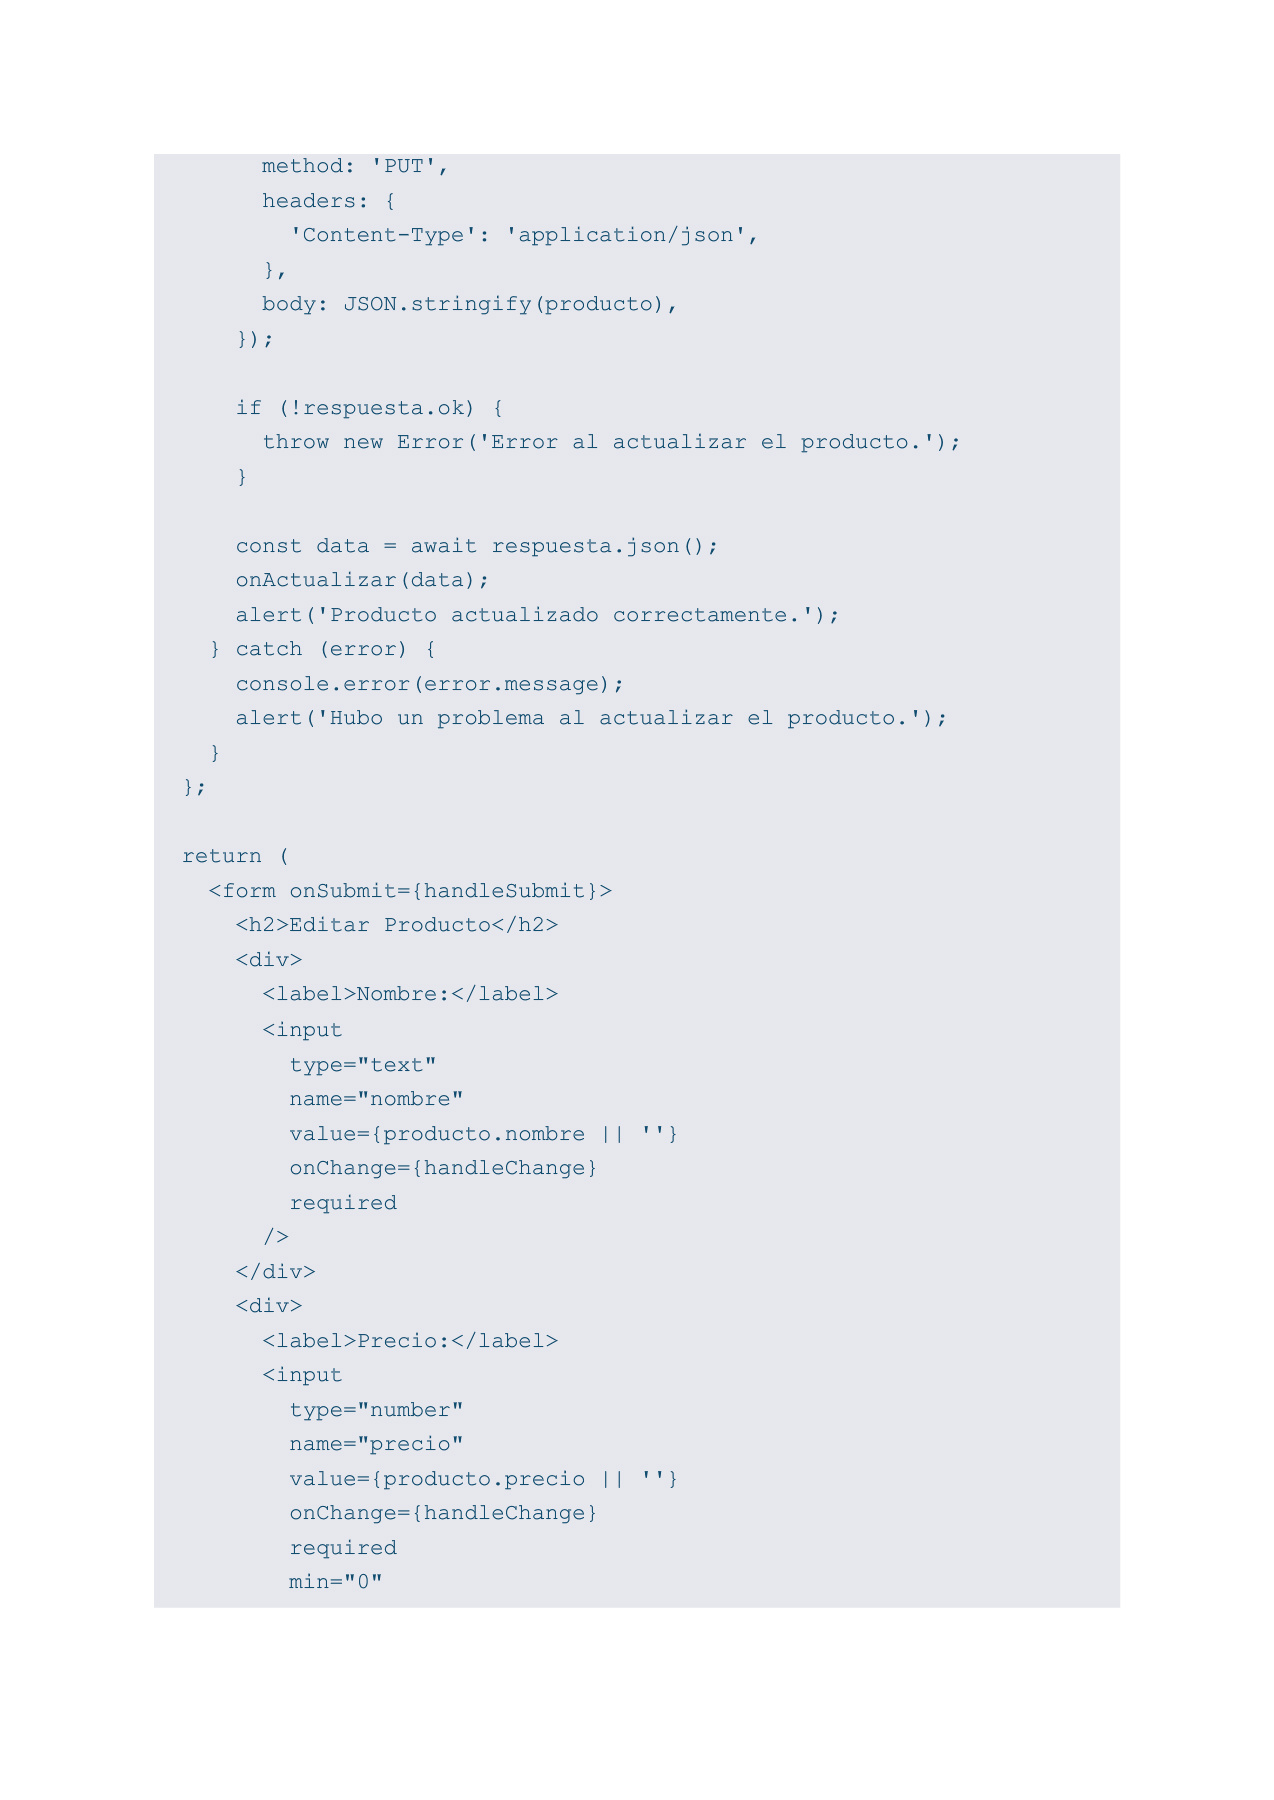 method: 'PUT',
      headers: {
        'Content-Type': 'application/json',
      },
      body: JSON.stringify(producto),
    });

    if (!respuesta.ok) {
      throw new Error('Error al actualizar el producto.');
    }

    const data = await respuesta.json();
    onActualizar(data);
    alert('Producto actualizado correctamente.');
  } catch (error) {
    console.error(error.message);
    alert('Hubo un problema al actualizar el producto.');
  }
};

return (
  <form onSubmit={handleSubmit}>
    <h2>Editar Producto</h2>
    <div>
      <label>Nombre:</label>
      <input
        type="text"
        name="nombre"
        value={producto.nombre || ''}
        onChange={handleChange}
        required
      />
    </div>
    <div>
      <label>Precio:</label>
      <input
        type="number"
        name="precio"
        value={producto.precio || ''}
        onChange={handleChange}
        required
        min="0"